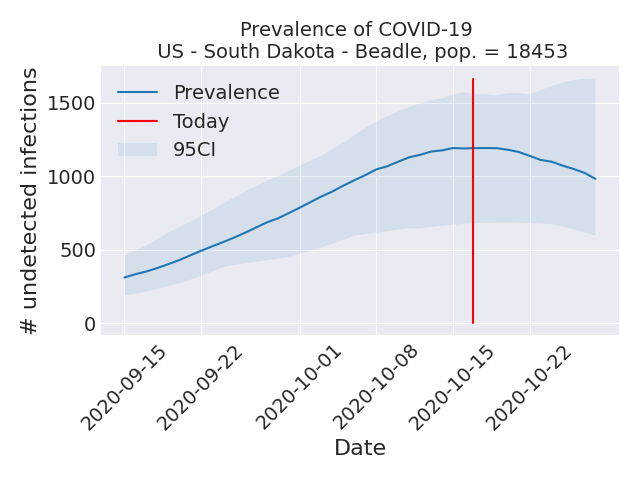 Prevalence of COVID-19
US - South Dakota - Beadle, pop. = 18453
# undetected infections
1500
1000
500
0
Prevalence
Today
95CI
2020-09-15
2020-09-22
2020-10-01
2020-10-08
2020-10-15
2020-10-22
Date